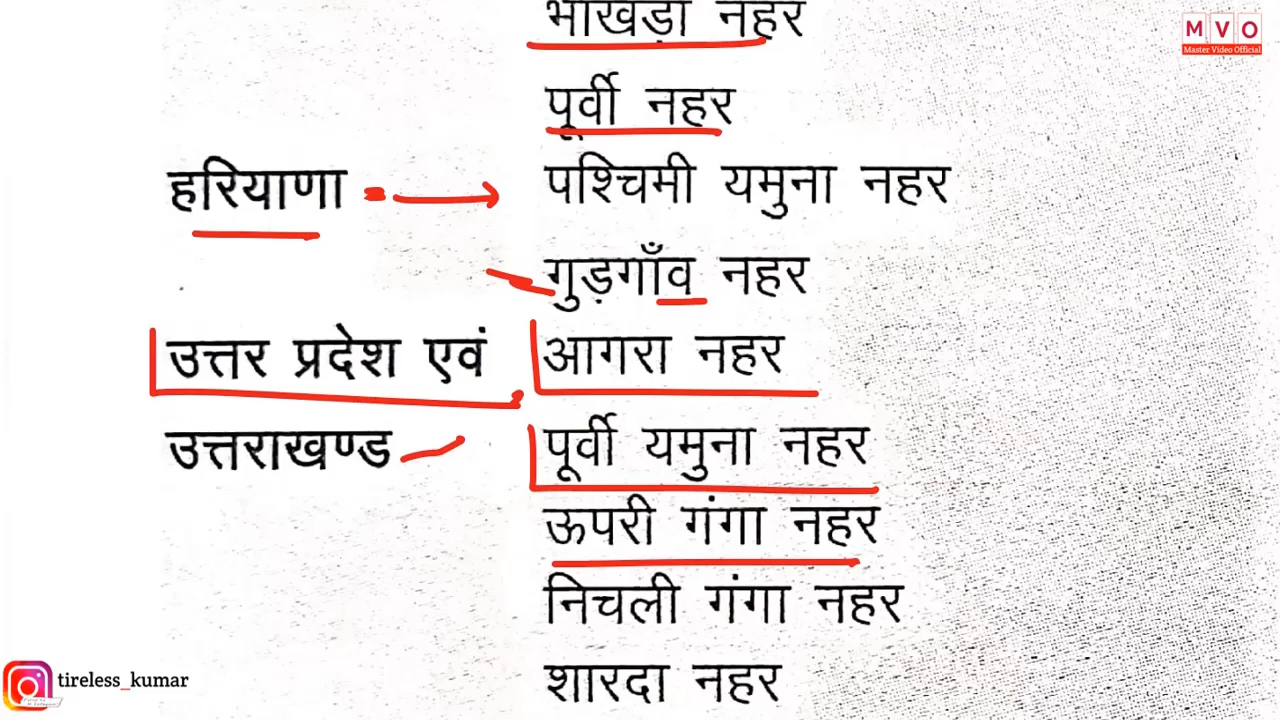 भाखड़ा नहर
M V O
Master Video Official
पूर्वी नहर
हरियाणा पश्चिमी यमुना नहर
गुड़गाँव नहर
उत्तर प्रदेश एवं आगरा नहर
उत्तराखण्ड पूर्वी यमुना नहर
ऊपरी गंगा नहर
निचली गंगा नहर
शारदा नहर
tireless_kumar